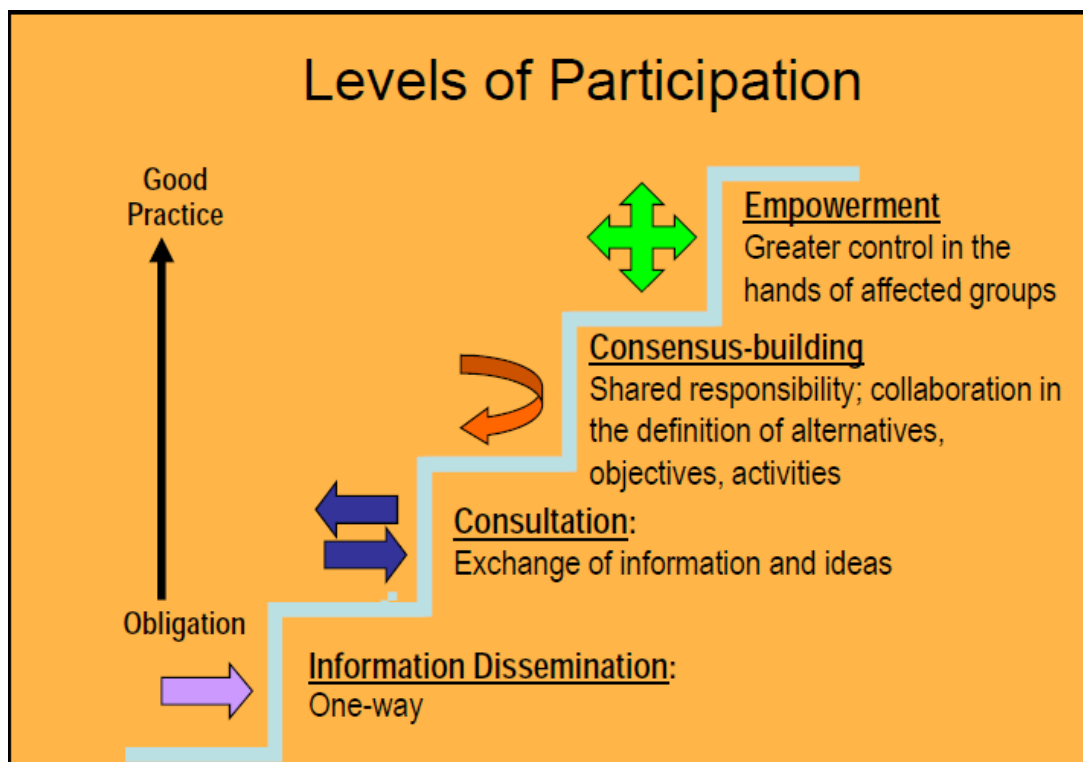 Levels of Participation
Good
Practice
Empowerment
Greater control in the
hands of affected groups
Consensus-building
Shared responsibility; collaboration in
the definition of alternatives,
objectives, activities
Consultation:
Exchange of information and ideas
Obligation
Information Dissemination:
One-way